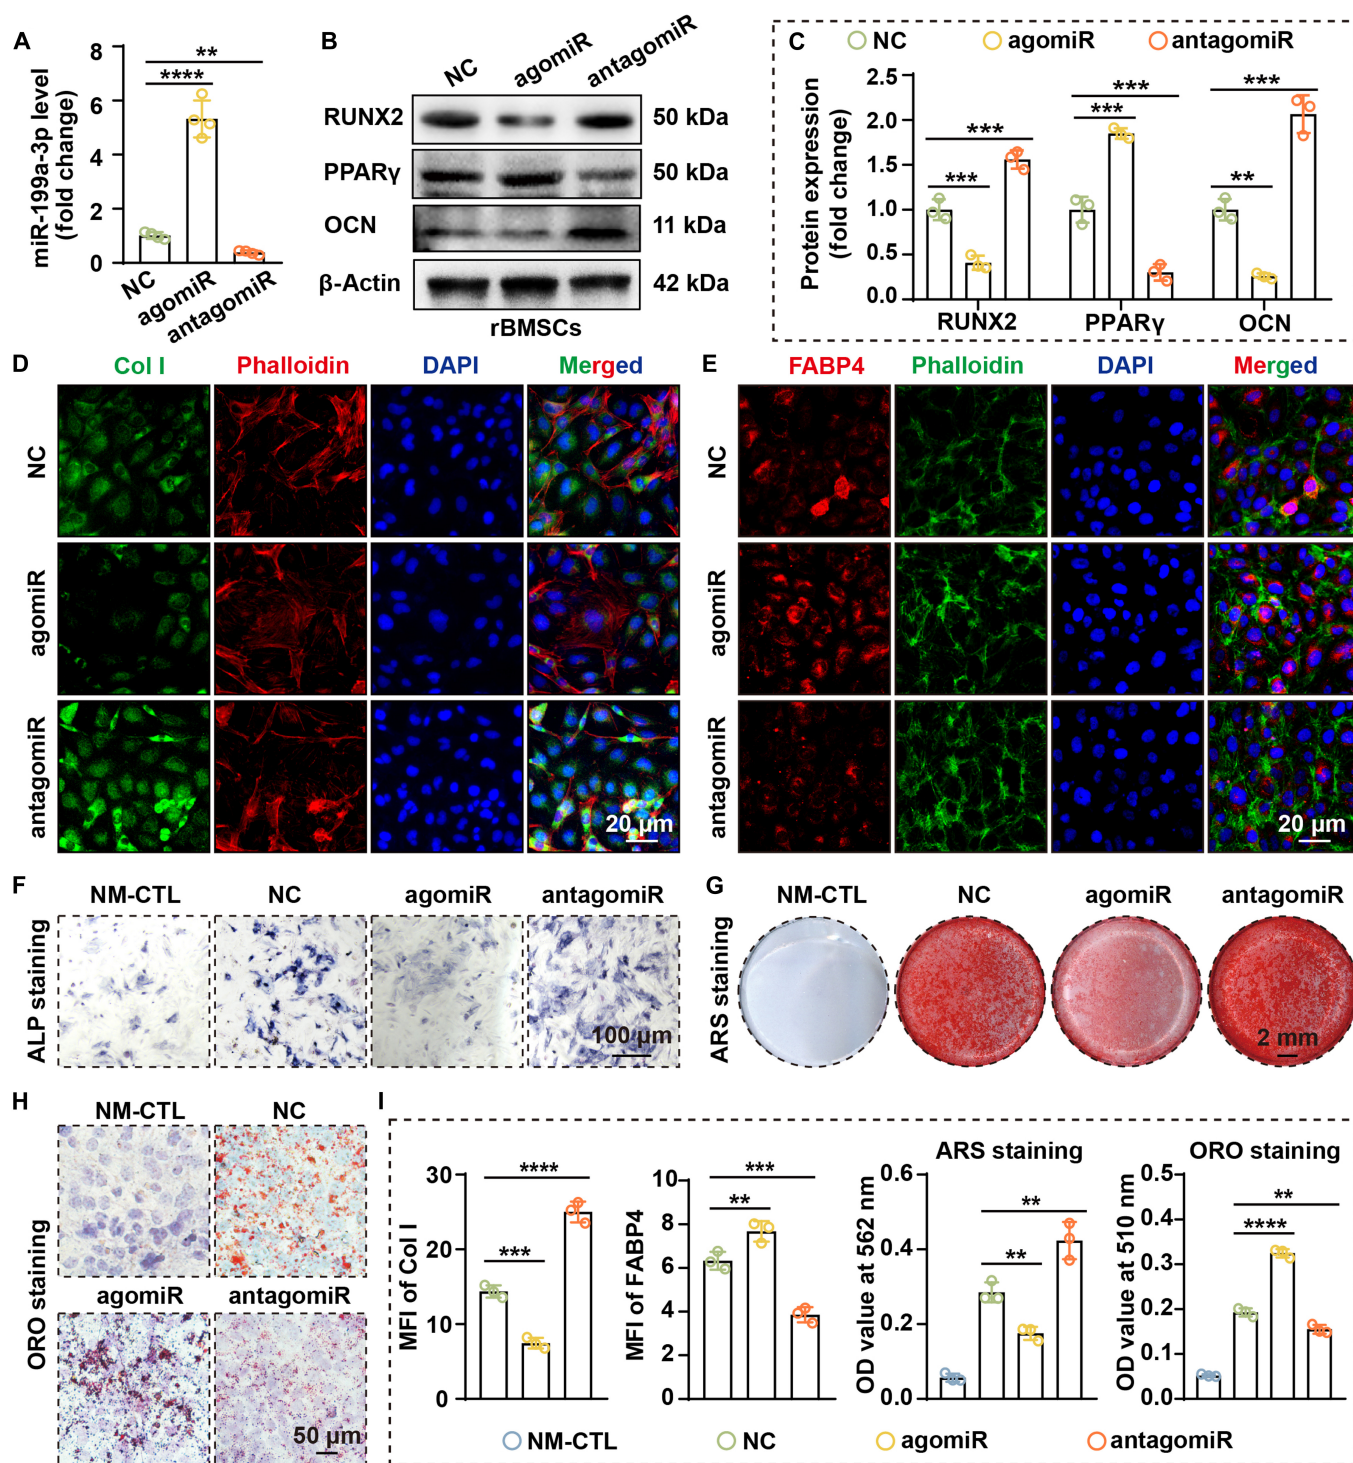 A
miR-199a-3p level
(fold change)
8
6
4
2
0
**
****
NC
agomiR
antagomiR
B
NC
agomiR
antagomiR
RUNX2
50 kDa
PPARγ
50 kDa
OCN
11 kDa
β-Actin
42 kDa
rBMSCs
C
NC
agomiR
antagomiR
Protein expression
(fold change)
2.5
2.0
1.5
1.0
0.5
0.0
***
***
***
***
***
**
RUNX2
PPARγ
OCN
D
Col I
Phalloidin
DAPI
Merged
NC
agomiR
antagomiR
20 μm
E
FABP4
Phalloidin
DAPI
Merged
NC
agomiR
antagomiR
20 μm
F
NM-CTL
NC
agomiR
antagomiR
ALP staining
100 μm
G
NM-CTL
NC
agomiR
antagomiR
ARS staining
2 mm
H
NM-CTL
NC
ORO staining
agomiR
antagomiR
50 μm
I
MFI of Col I
30
20
10
0
****
***
MFI of FABP4
10
8
6
4
2
0
***
**
ARS staining
OD value at 562 nm
0.6
0.4
0.2
0.0
**
**
ORO staining
OD value at 510 nm
0.5
0.4
0.3
0.2
0.1
0.0
**
****
NM-CTL
NC
agomiR
antagomiR